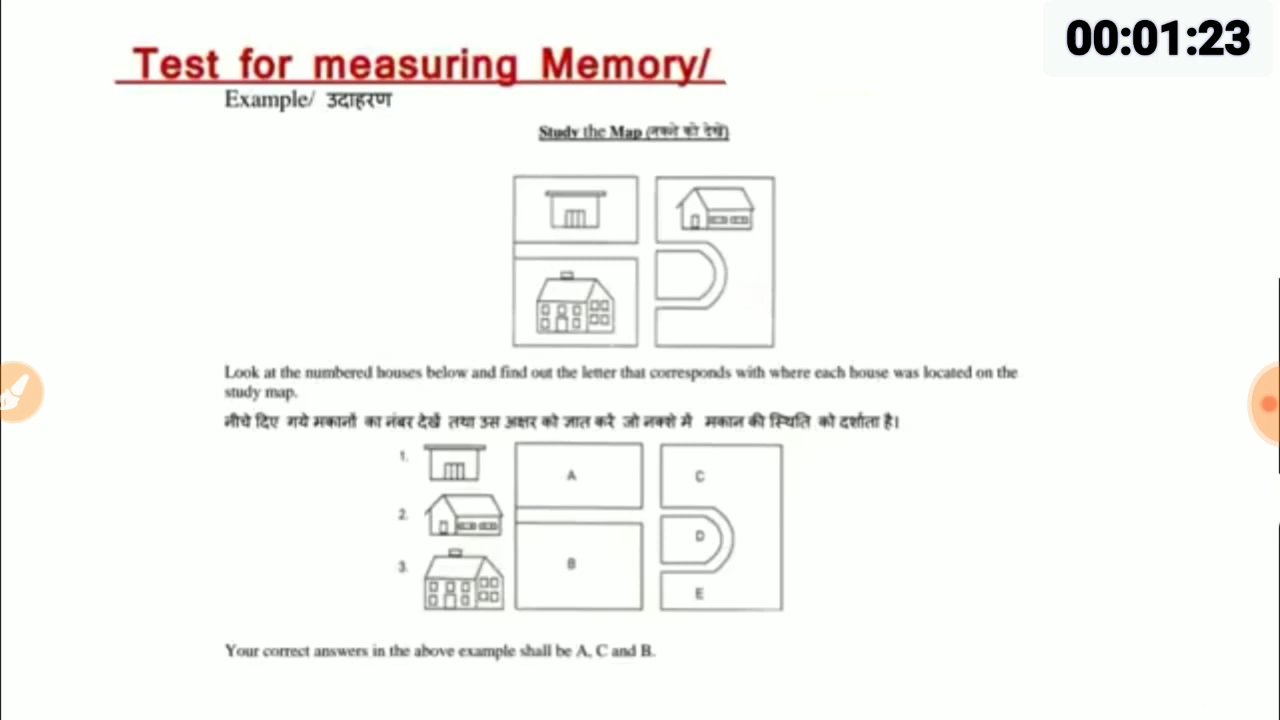 00:01:23
Test for measuring Memory/
Example/ उदाहरण
Study the Map (नक्शे को देखें)
Look at the numbered houses below and find out the letter that corresponds with where each house was located on the
study map.
नीचे दिए गये मकानों का नंबर देखें तथा उस अक्षर को ज्ञात करें जो नक्शे में मकान की स्थिति को दर्शाता है।
1.
A
C
2.
D
3.
B
E
Your correct answers in the above example shall be A, C and B.